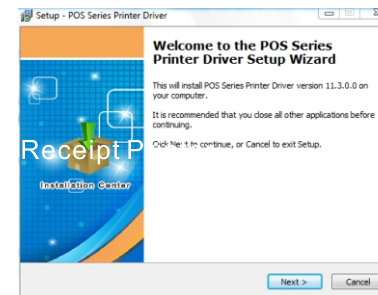 Setup - POS Series Printer Driver
Welcome to the POS Series
Printer Driver Setup Wizard
This will install POS Series Printer Driver version 11.3.0.0 on
your computer.
It is recommended that you close all other applications before
continuing.
Click Next to continue, or Cancel to exit Setup.
Receipt P
Installation Center
Next >
Cancel